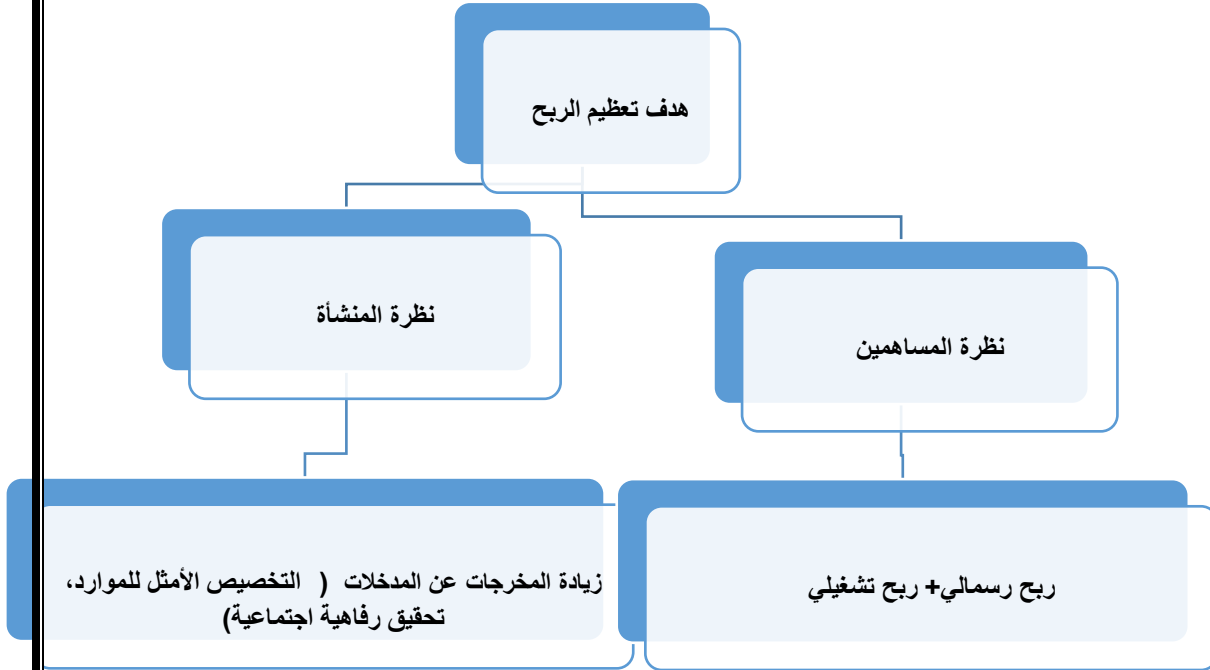 هدف تعظيم الربح
نظرة المساهمين
نظرة المنشأة
ربح رسمالي+ ربح تشغيلي
زيادة المخرجات عن المدخلات ( التخصيص الأمثل للموارد،
تحقيق رفاهية اجتماعية)